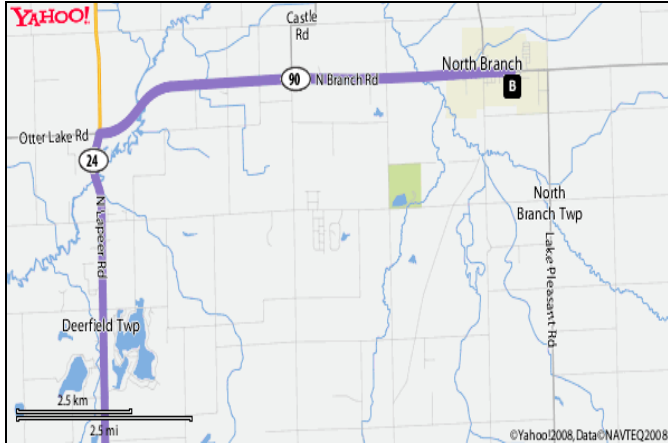 YAHOO!
Castle
Rd
North Branch
90
N Branch Rd
B
Otter Lake Rd
24
N Lapeer Rd
North
Branch Twp
Lake Pleasant Rd
Deerfield Twp
2.5 km
2.5 mi
©Yahoo!2008, Data©NAVTEQ2008